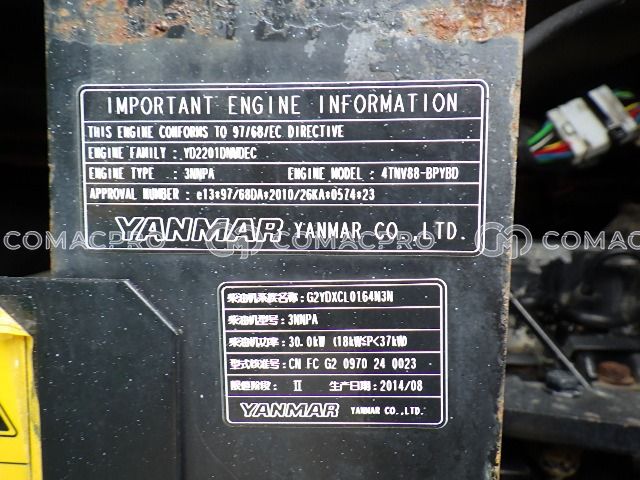 IMPORTANT ENGINE INFORMATION
THIS ENGINE CONFORMS TO 97/68/EC DIRECTIVE
ENGINE FAMILY : YD2201DNMDEC
ENGINE TYPE : 3NNPA ENGINE MODEL : 4TNV88-BPYBD
APPROVAL NUMBER : e13*97/68DA*2010/26KA*0574*23
YANMAR YANMAR CO.,LTD.
COMACPRO COMACPRO COMACPRO
柴油机系族名称:G2YDXCL0164N3N
柴油机型号:3NNPA
柴油机功率:30.0kW (18kW≤P<37kW)
型式核准号:CN FC G2 0970 24 0023
限值阶段: II 生产日期:2014/08
YANMAR YANMAR CO.,LTD.